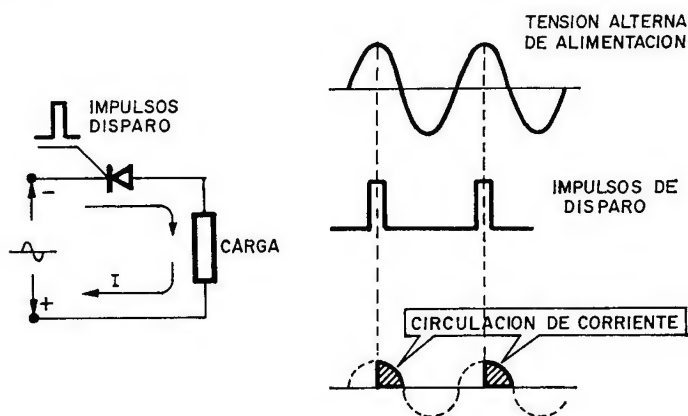 TENSION ALTERNA
DE ALIMENTACION
IMPULSOS
DISPARO
-
I
+
CARGA
IMPULSOS DE
DISPARO
CIRCULACION DE CORRIENTE